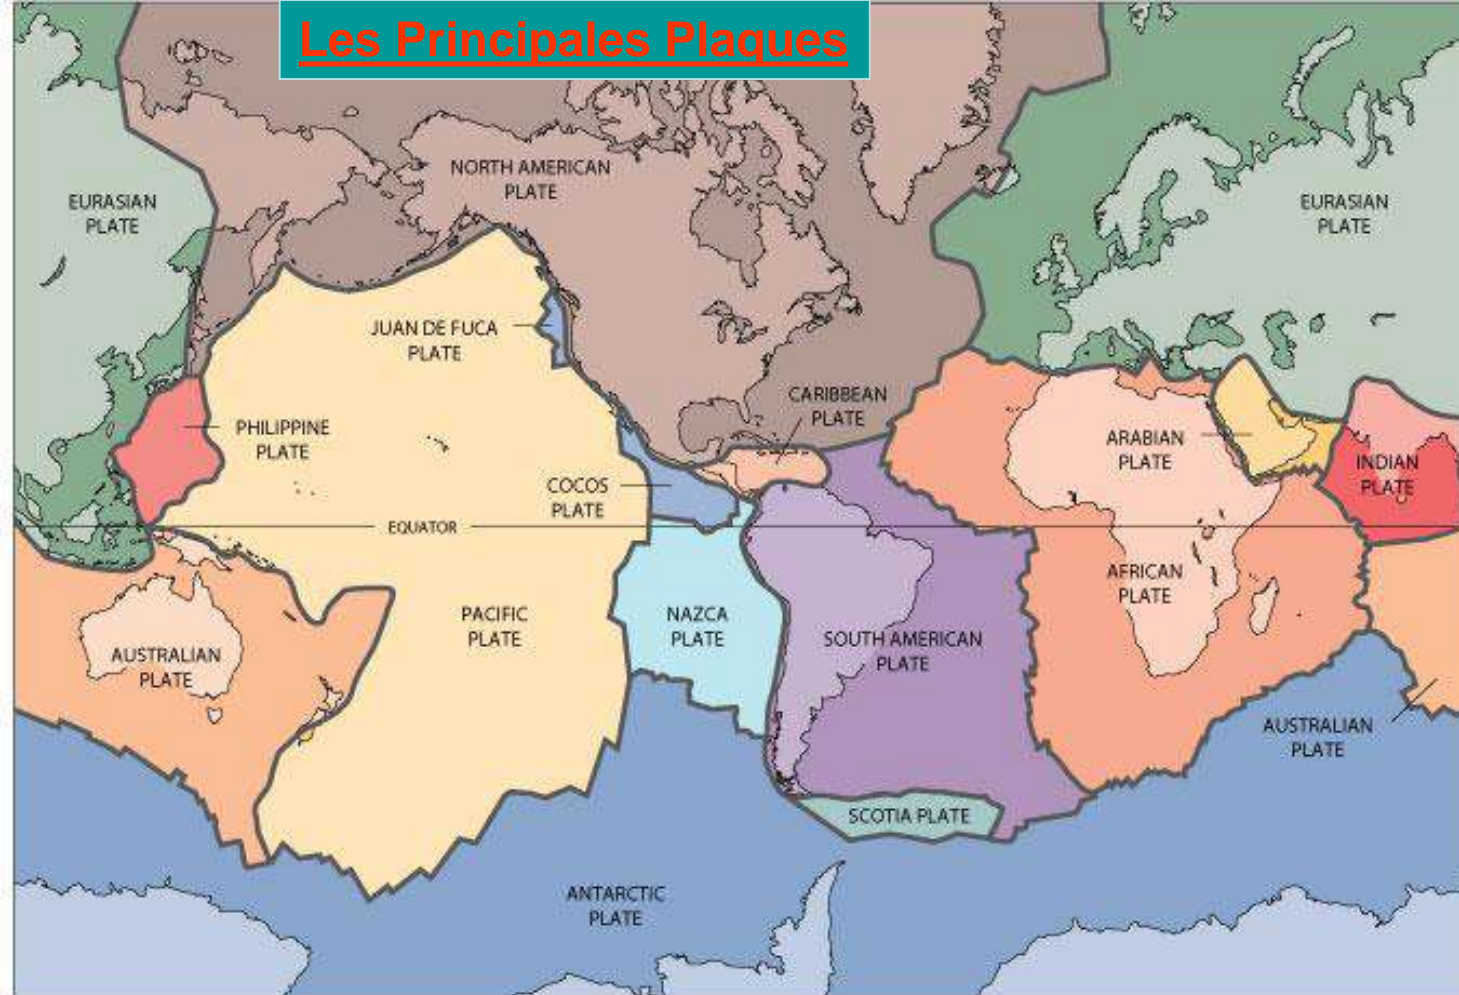 Les Principales Plaques
NORTH AMERICAN
PLATE
EURASIAN
PLATE
EURASIAN
PLATE
JUAN DE FUCA
PLATE
CARIBBEAN
PLATE
PHILIPPINE
PLATE
ARABIAN
PLATE
INDIAN
PLATE
COCOS
PLATE
EQUATOR
AFRICAN
PLATE
PACIFIC
PLATE
NAZCA
PLATE
SOUTH AMERICAN
PLATE
AUSTRALIAN
PLATE
AUSTRALIAN
PLATE
SCOTIA PLATE
ANTARCTIC
PLATE